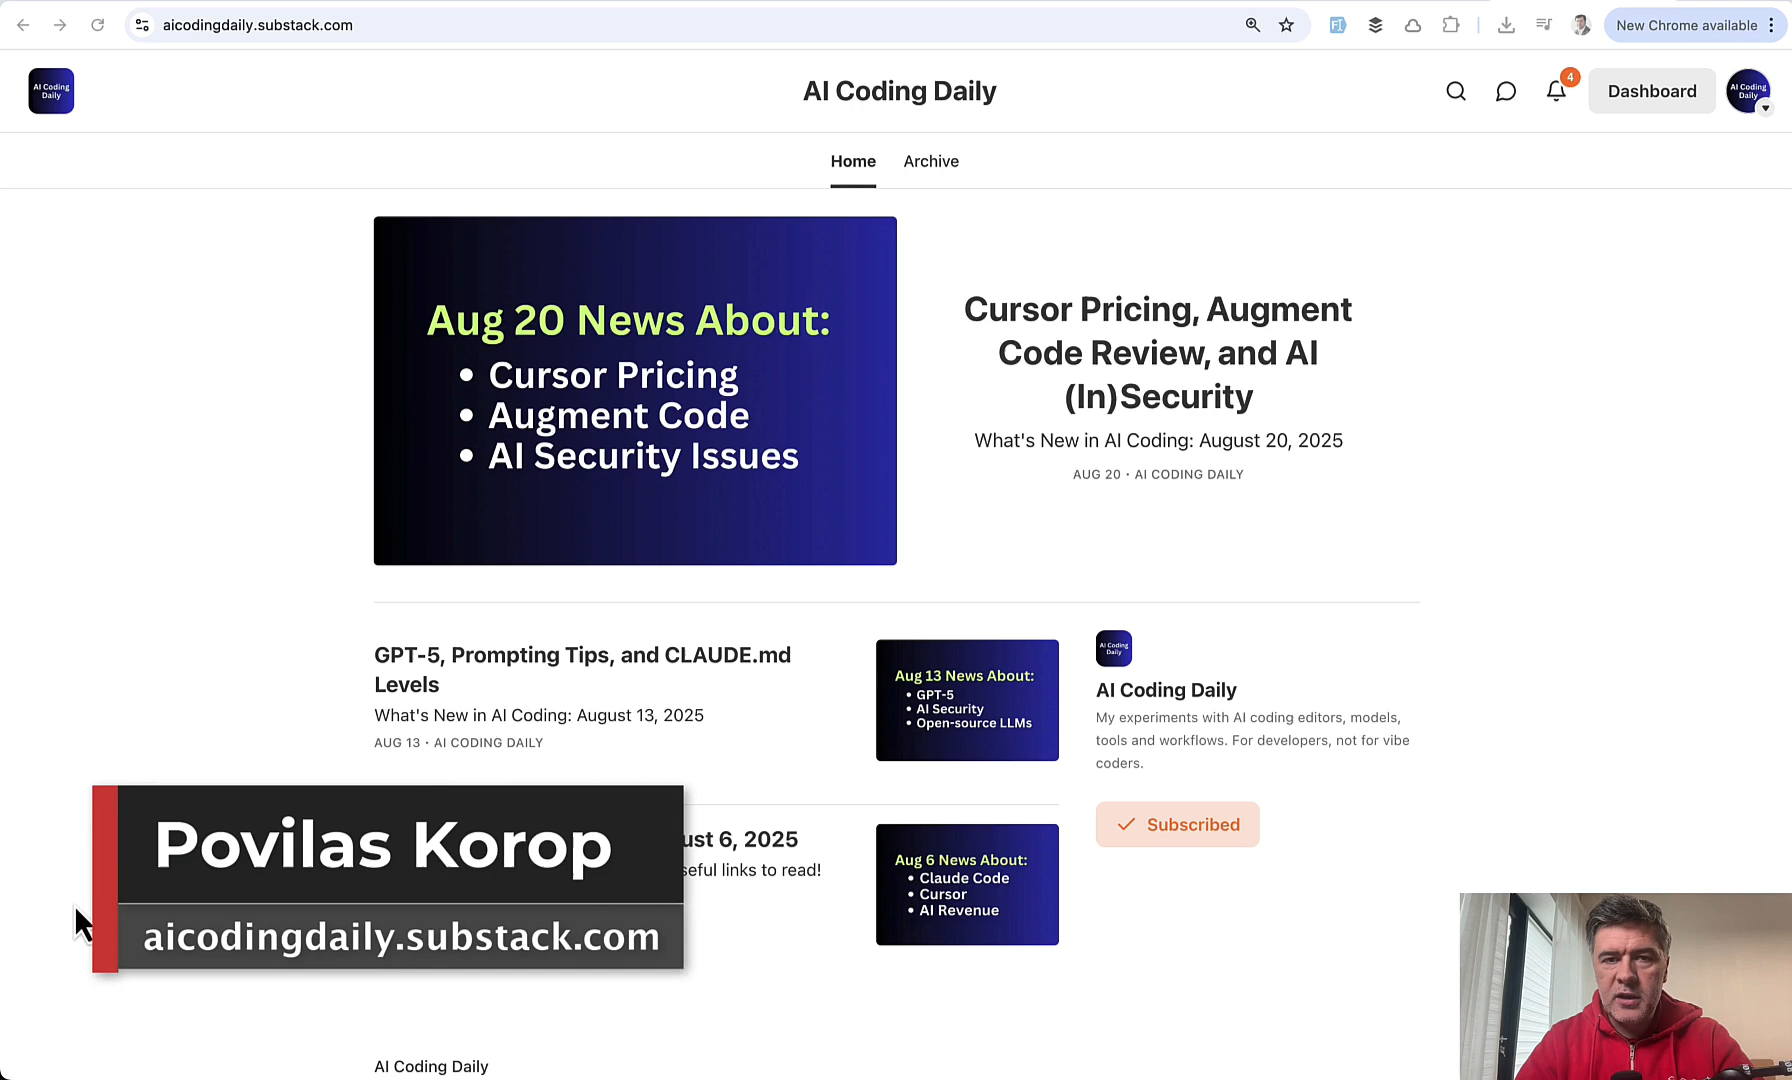 aicodingdaily.substack.com
New Chrome available
AI Coding
Daily
AI Coding Daily
4
Dashboard
AI Coding
Daily
Home
Archive
Aug 20 News About:
• Cursor Pricing
• Augment Code
• AI Security Issues
Cursor Pricing, Augment
Code Review, and AI
(In)Security
What's New in AI Coding: August 20, 2025
AUG 20 • AI CODING DAILY
GPT-5, Prompting Tips, and CLAUDE.md
Levels
What's New in AI Coding: August 13, 2025
AUG 13 • AI CODING DAILY
Aug 13 News About:
• GPT-5
• AI Security
• Open-source LLMs
AI Coding
Daily
AI Coding Daily
My experiments with AI coding editors, models,
tools and workflows. For developers, not for vibe
coders.
Subscribed
ust 6, 2025
seful links to read!
Aug 6 News About:
• Claude Code
• Cursor
• AI Revenue
Povilas Korop
aicodingdaily.substack.com
AI Coding Daily